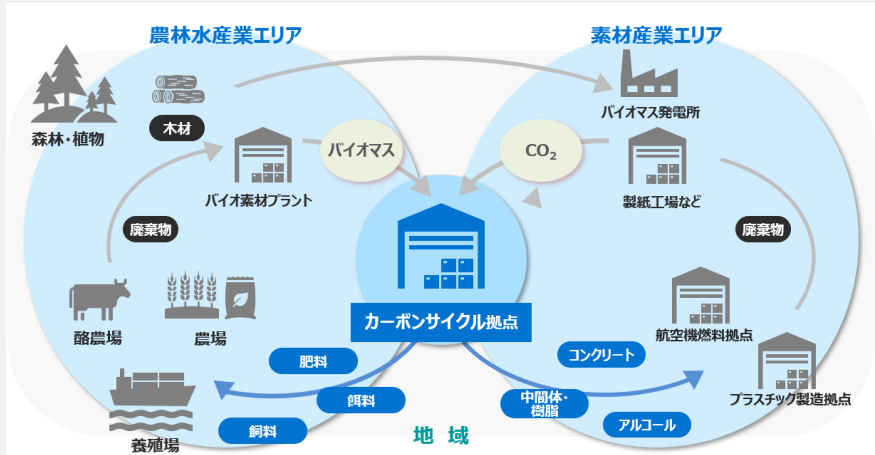 農林水産業エリア
素材産業エリア
森林・植物
木材
バイオ素材プラント
バイオマス
CO₂
バイオマス発電所
製紙工場など
廃棄物
廃棄物
酪農場
農場
カーボンサイクル拠点
航空機燃料拠点
プラスチック製造拠点
肥料
餌料
飼料
養殖場
コンクリート
中間体・
樹脂
アルコール
地域